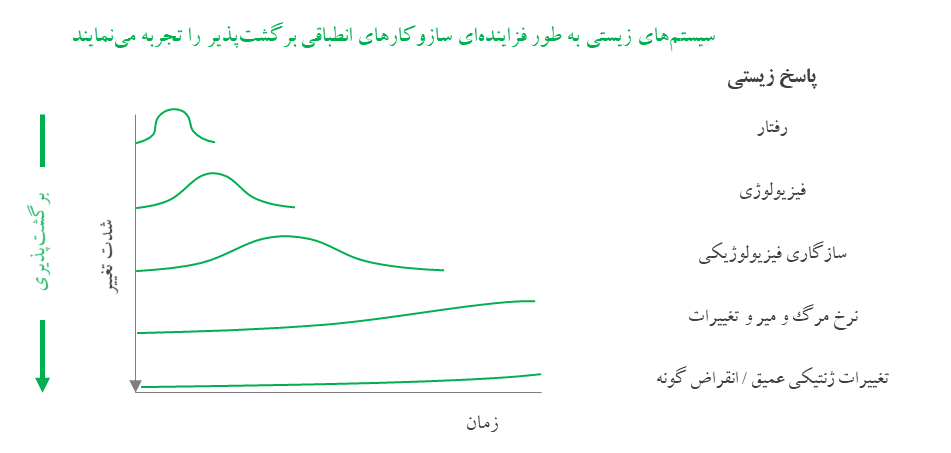 سیستم‌های زیستی به طور فزاینده‌ای سازوکارهای انطباقی برگشت‌پذیر را تجربه می‌نمایند
پاسخ زیستی
رفتار
فیزیولوژی
سازگاری فیزیولوژیکی
نرخ مرگ و میر و تغییرات
تغییرات ژنتیکی عمیق / انقراض گونه
شدت تغییر
برگشت‌پذیری
زمان